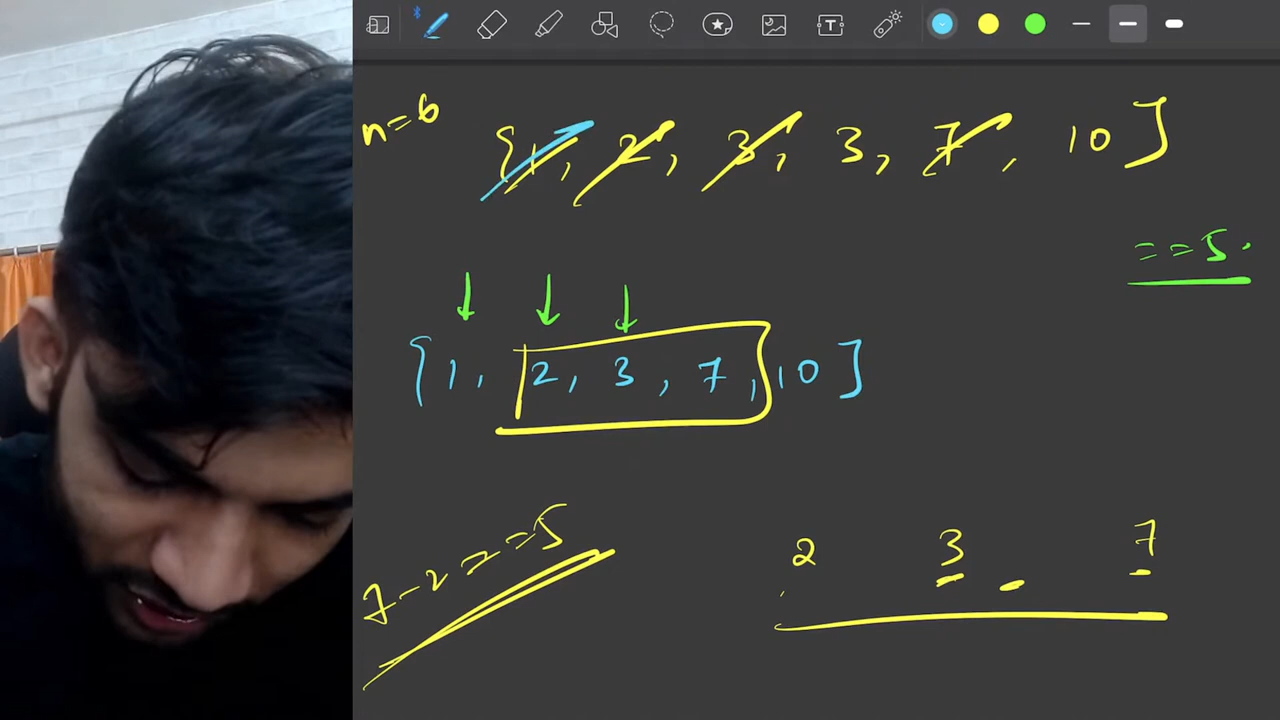 n=6
{1, 2, 3, 3, 7, 10]
==5.
{1, 2, 3, 7, 10]
7-2==5
2 3 7